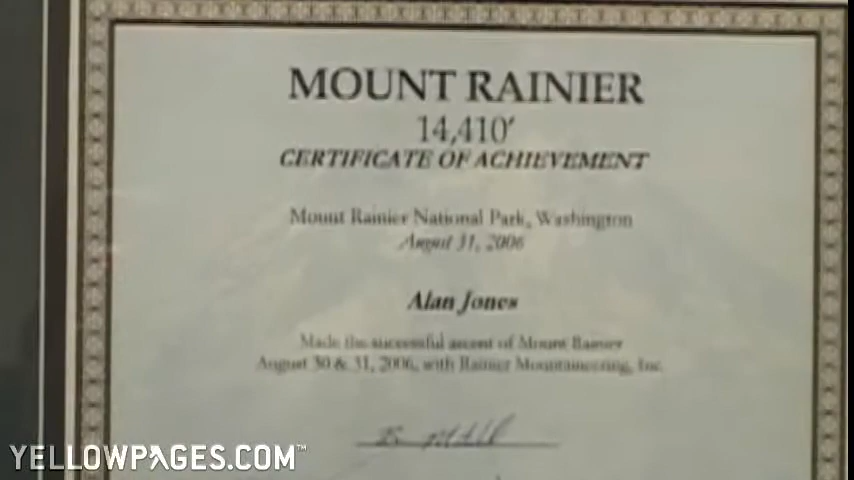 MOUNT RAINIER
14,410'
CERTIFICATE OF ACHIEVEMENT
Mount Rainier National Park, Washington
August 31, 2006
Alan Jones
Made the successful ascent of Mount Rainier
August 30 & 31, 2006, with Rainier Mountaineering, Inc.
YELLOWPAGES.COM™